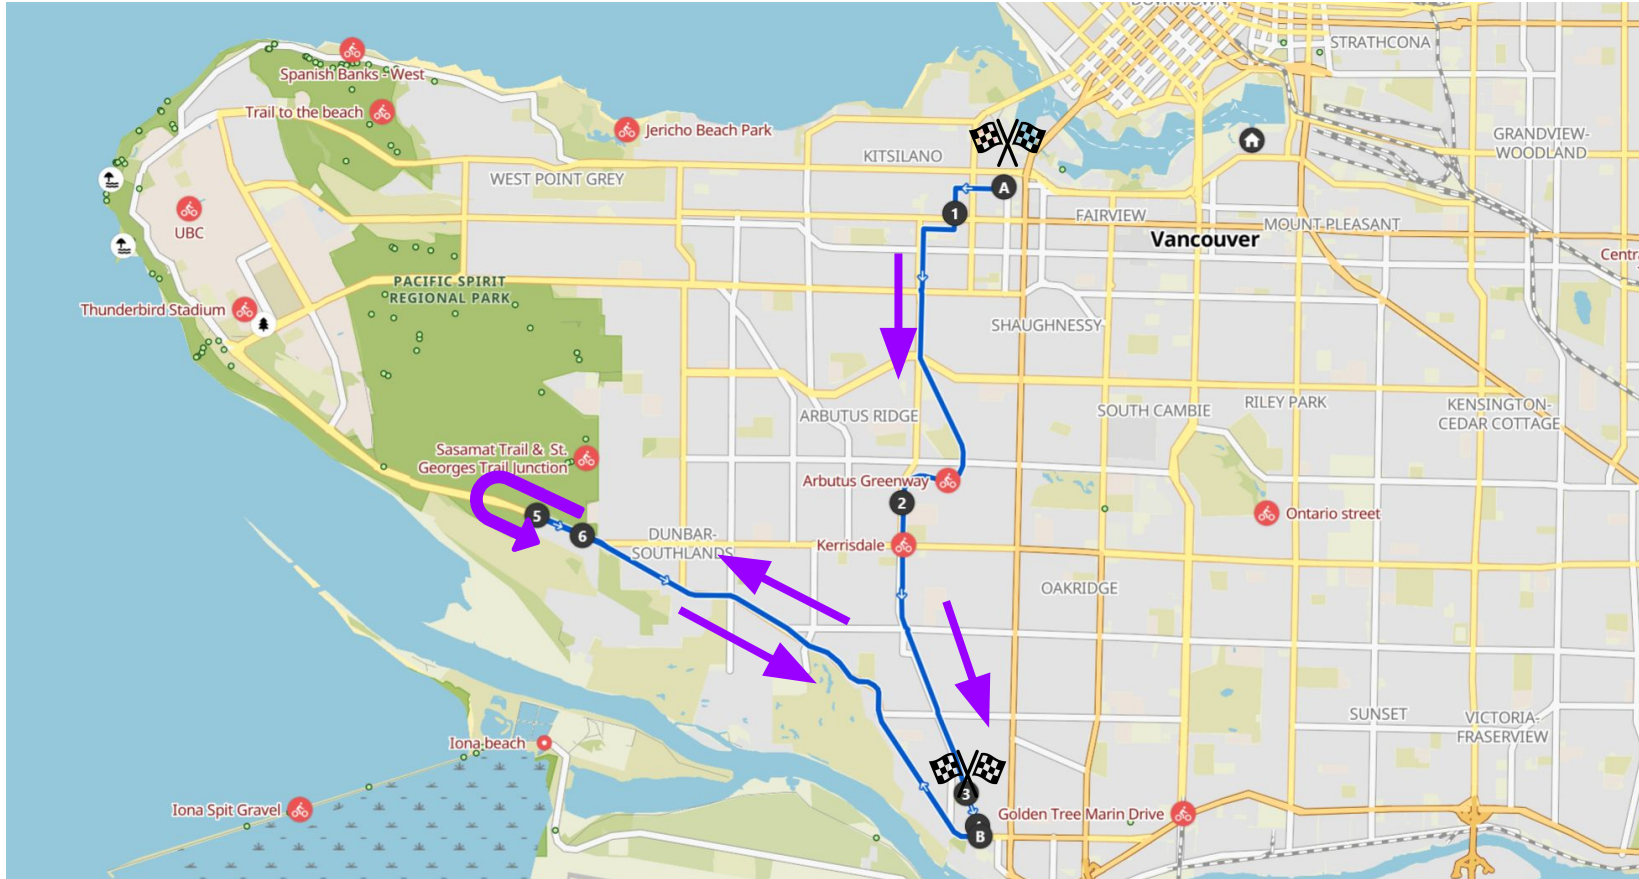 DOWNTOWN
STRATHCONA
Spanish Banks - West
Trail to the beach
Jericho Beach Park
GRANDVIEW-
WOODLAND
KITSILANO
WEST POINT GREY
A
1
FAIRVIEW
MOUNT PLEASANT
UBC
Vancouver
Centra
PACIFIC SPIRIT
REGIONAL PARK
Thunderbird Stadium
SHAUGHNESSY
ARBUTUS RIDGE
SOUTH CAMBIE
RILEY PARK
KENSINGTON-
CEDAR COTTAGE
Sasamat Trail & St.
Georges Trail Junction
Arbutus Greenway
2
5
6
Ontario street
DUNBAR-
SOUTHLANDS
Kerrisdale
OAKRIDGE
SUNSET
VICTORIA-
FRASERVIEW
Iona beach
3
Iona Spit Gravel
Golden Tree Marin Drive
B